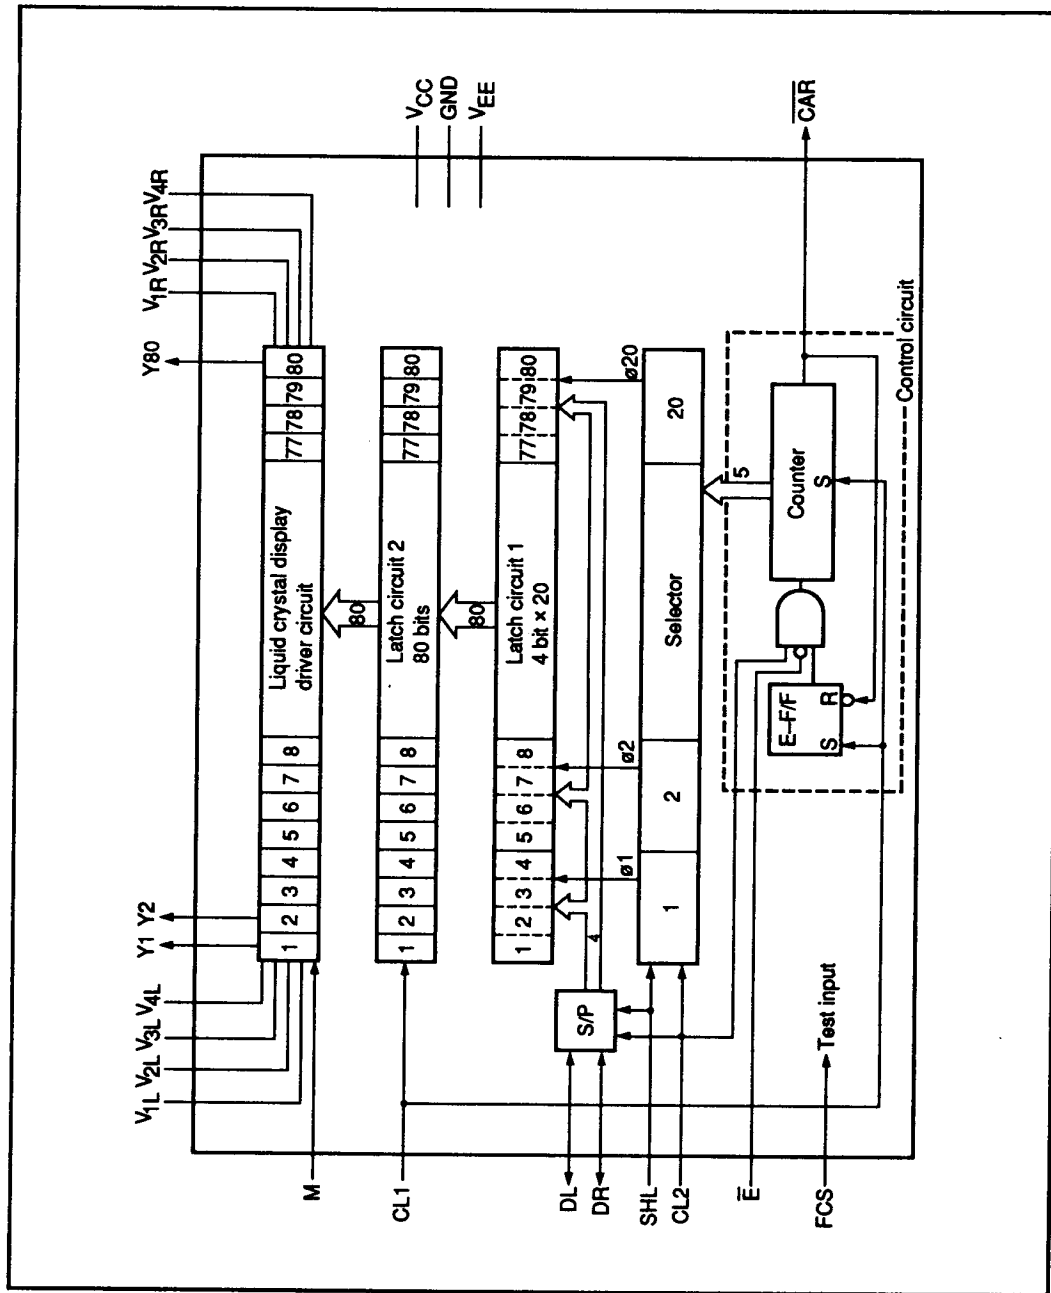 V1L V2L V3L V4L Y1 Y2 Y80 V1R V2R V3R V4R
M
1 2 3 4 5 6 7 8
Liquid crystal display
driver circuit
77 78 79 80
80
VCC
GND
VEE
CL1
1 2 3 4 5 6 7 8
Latch circuit 2
80 bits
77 78 79 80
80
1 2 3 4 5 6 7 8
Latch circuit 1
4 bit × 20
77 78 79 80
DL
DR
S/P
4
ø1 ø2 ø20
SHL
CL2
1 2
Selector
20
5
E̅
E–F/F
S R
Counter
S
C̅A̅R̅
Control circuit
FCS
Test input